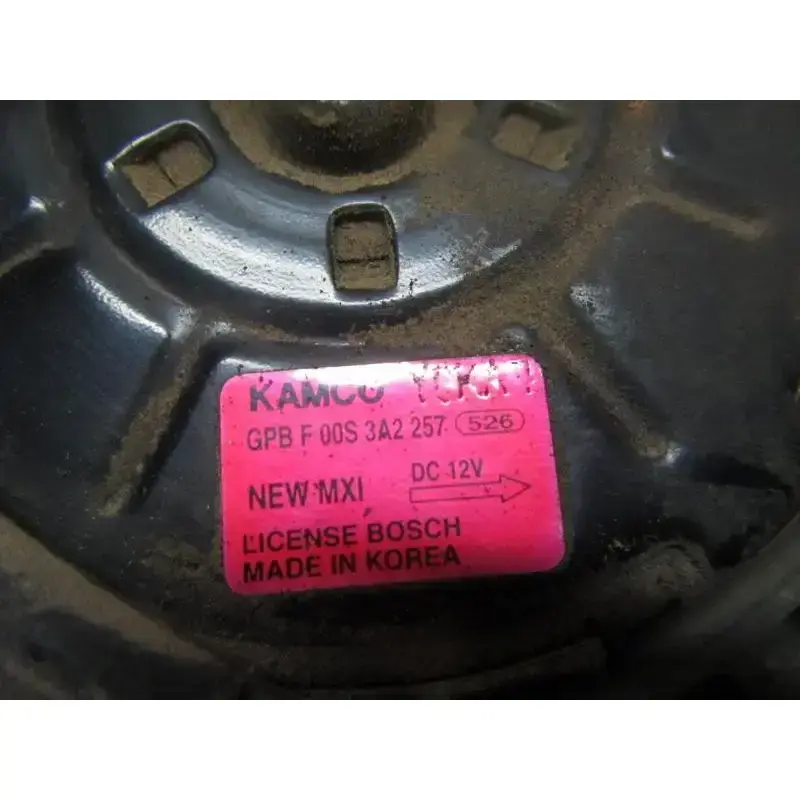 KAMCO
GPB F 00S 3A2 257 526
NEW MXI DC 12V
LICENSE BOSCH
MADE IN KOREA